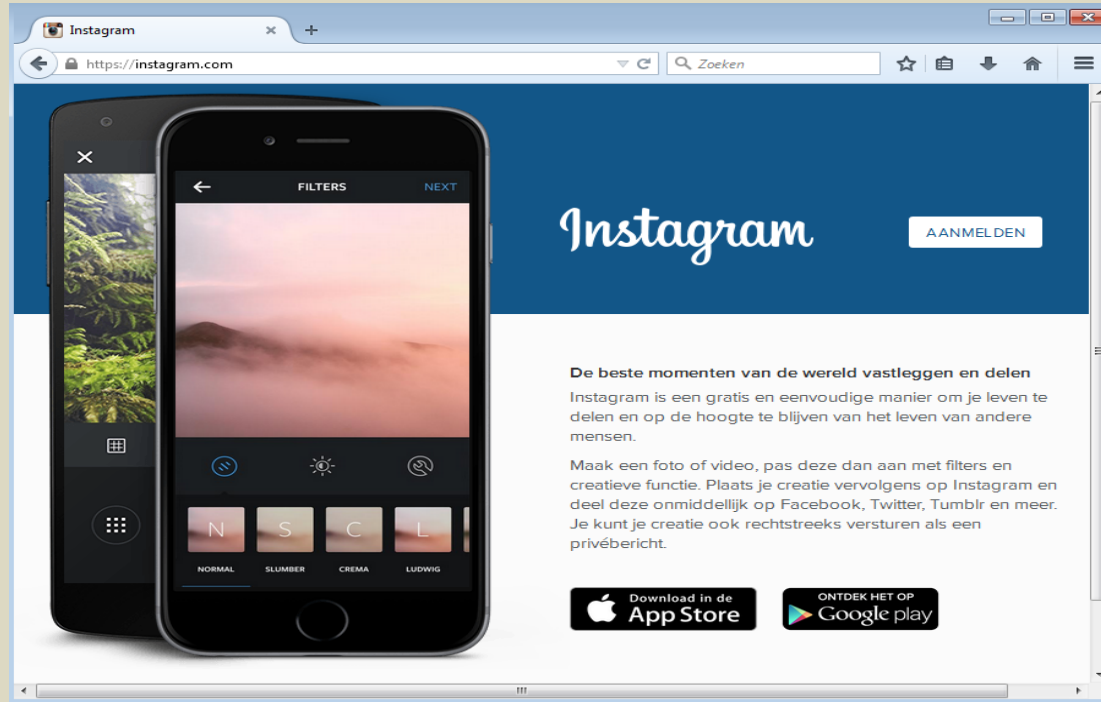 Instagram
https://instagram.com
Zoeken
FILTERS
NEXT
N
S
C
L
NORMAL
SLUMBER
CREMA
LUDWIG
Instagram
AANMELDEN
De beste momenten van de wereld vastleggen en delen
Instagram is een gratis en eenvoudige manier om je leven te
delen en op de hoogte te blijven van het leven van andere
mensen.
Maak een foto of video, pas deze dan aan met filters en
creatieve functie. Plaats je creatie vervolgens op Instagram en
deel deze onmiddellijk op Facebook, Twitter, Tumblr en meer.
Je kunt je creatie ook rechtstreeks versturen als een
privébericht.
Download in de
App Store
ONTDEK HET OP
Google play